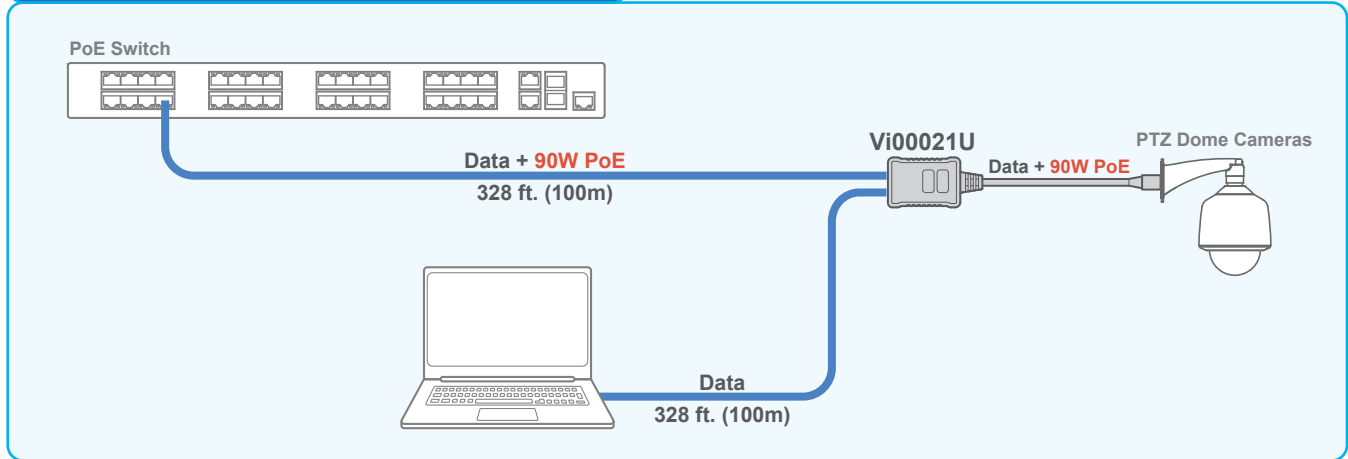 PoE Switch
Data + 90W PoE
328 ft. (100m)
Vi00021U
Data + 90W PoE
PTZ Dome Cameras
Data
328 ft. (100m)